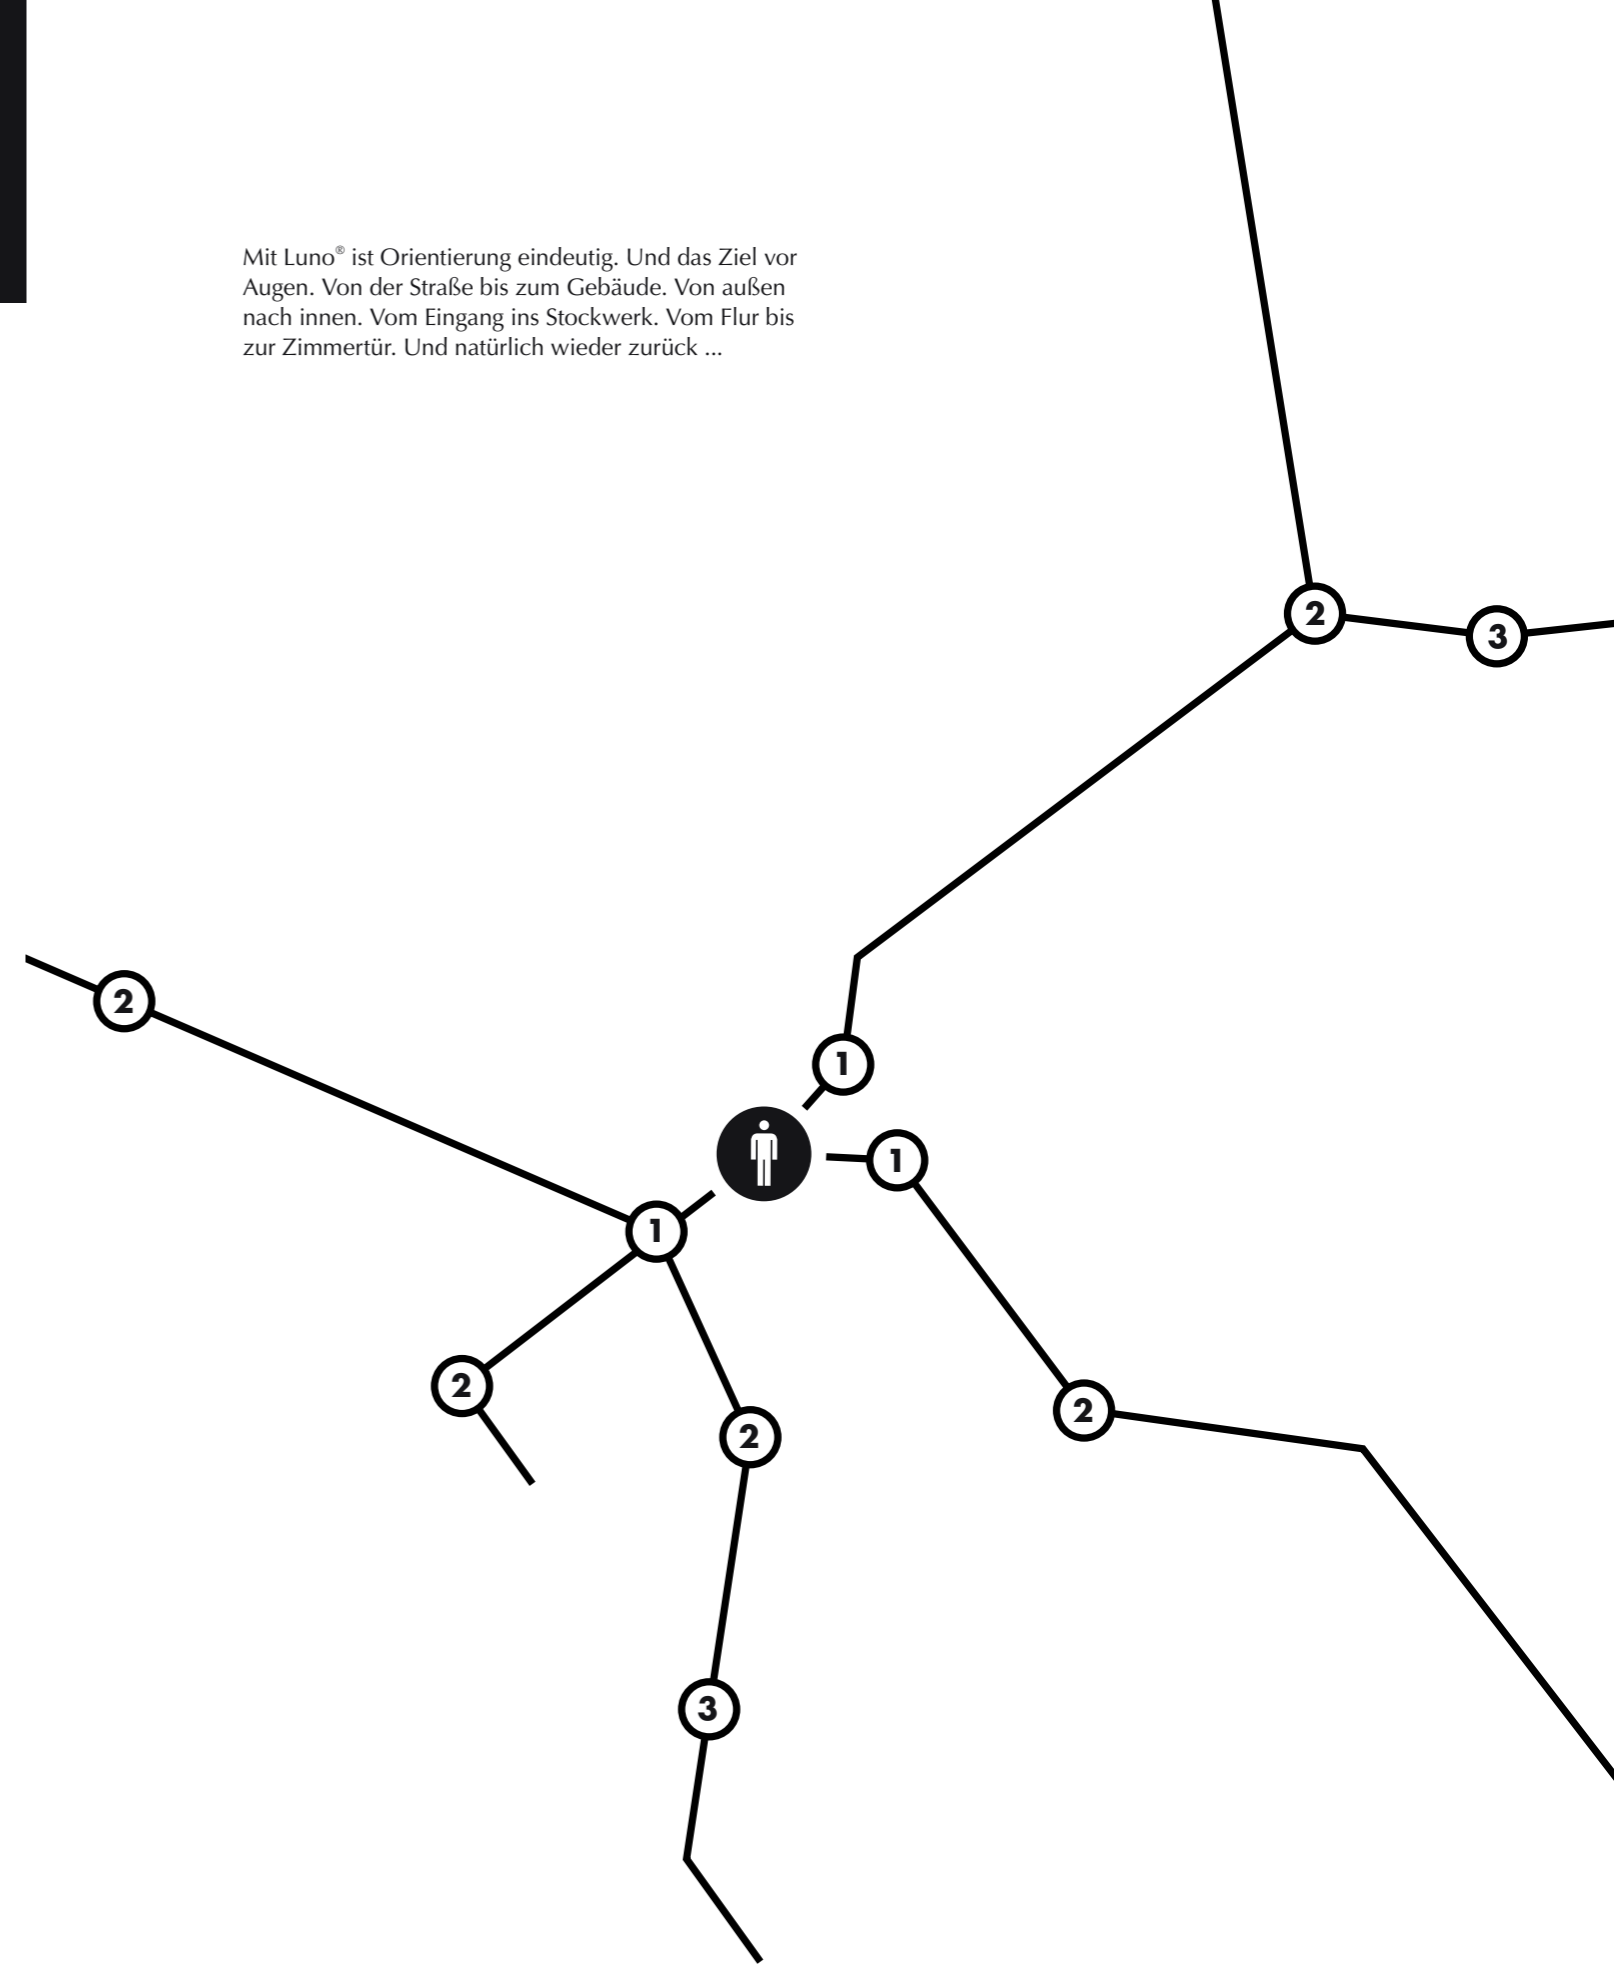 Mit Luno® ist Orientierung eindeutig. Und das Ziel vor
Augen. Von der Straße bis zum Gebäude. Von außen
nach innen. Vom Eingang ins Stockwerk. Vom Flur bis
zur Zimmertür. Und natürlich wieder zurück ...
2
3
2
1
1
1
2
2
2
3